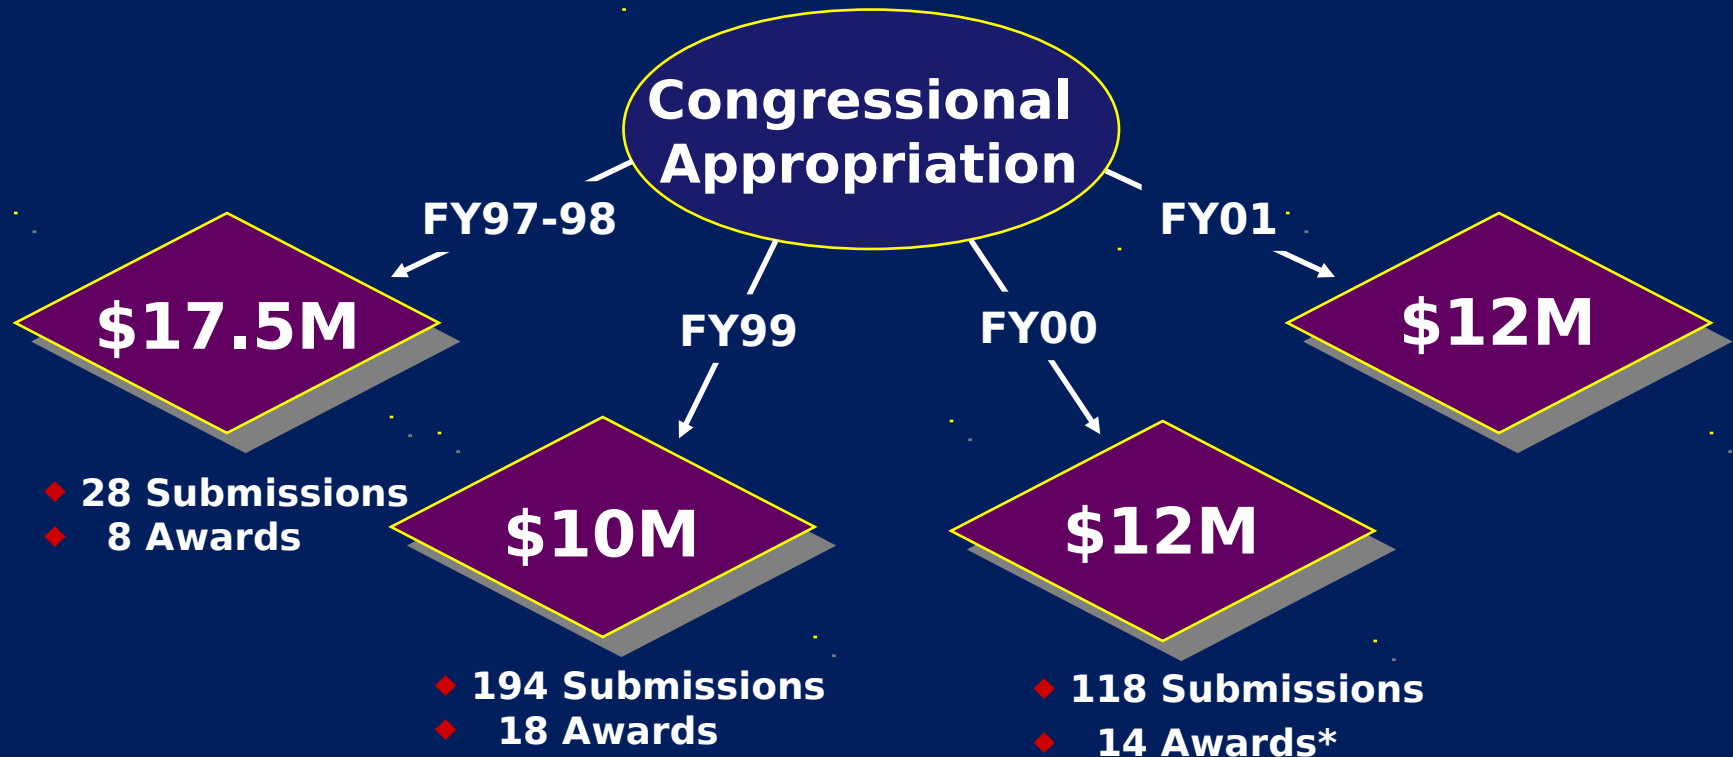 Congressional
Appropriation
FY97-98
FY01
$17.5M
$12M
FY99
FY00
28 Submissions
8 Awards
$10M
$12M
194 Submissions
18 Awards
118 Submissions
14 Awards*